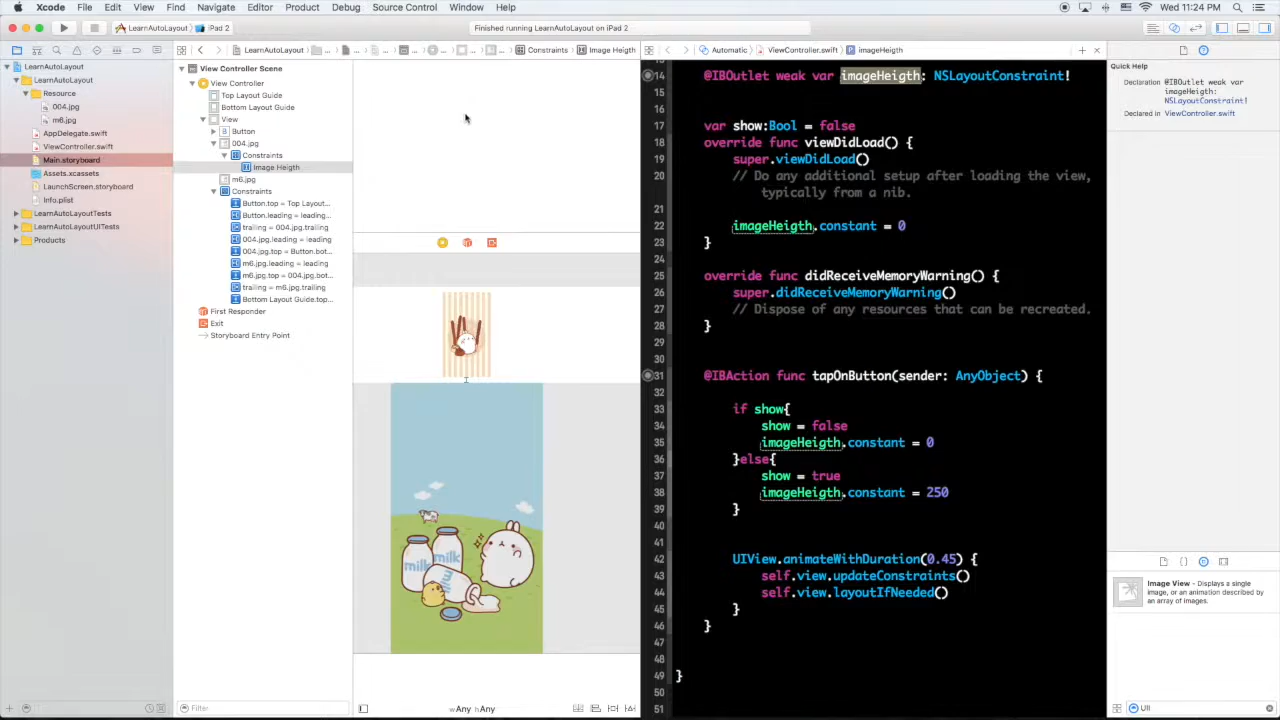 Xcode File Edit View Find Navigate Editor Product Debug Source Control Window Help
Wed 11:24 PM
LearnAutoLayout iPad 2
Finished running LearnAutoLayout on iPad 2
LearnAutoLayout
LearnAutoLayout
Resource
004.jpg
m6.jpg
AppDelegate.swift
ViewController.swift
Main.storyboard
Assets.xcassets
LaunchScreen.storyboard
Info.plist
LearnAutoLayoutTests
LearnAutoLayoutUITests
Products
LearnAutoLayout Constraints Image Heigth
View Controller Scene
View Controller
Top Layout Guide
Bottom Layout Guide
View
B Button
004.jpg
Constraints
Image Heigth
m6.jpg
Constraints
Button.top = Top Layout...
Button.leading = leading...
trailing = 004.jpg.trailing
004.jpg.leading = leading
004.jpg.top = Button.bot...
m6.jpg.leading = leading
m6.jpg.top = 004.jpg.bot...
trailing = m6.jpg.trailing
Bottom Layout Guide.top...
First Responder
Exit
Storyboard Entry Point
Filter
milk
milk
wAny hAny
Automatic ViewController.swift P imageHeigth
14 @IBOutlet weak var imageHeigth: NSLayoutConstraint!
15
16
17 var show:Bool = false
18 override func viewDidLoad() {
19 super.viewDidLoad()
20 // Do any additional setup after loading the view,
typically from a nib.
21
22 imageHeigth.constant = 0
23 }
24
25 override func didReceiveMemoryWarning() {
26 super.didReceiveMemoryWarning()
27 // Dispose of any resources that can be recreated.
28 }
29
30
31 @IBAction func tapOnButton(sender: AnyObject) {
32
33 if show{
34 show = false
35 imageHeigth.constant = 0
36 }else{
37 show = true
38 imageHeigth.constant = 250
39 }
40
41
42 UIView.animateWithDuration(0.45) {
43 self.view.updateConstraints()
44 self.view.layoutIfNeeded()
45 }
46 }
47
48
49 }
50
51
Quick Help
Declaration @IBOutlet weak var
imageHeigth:
NSLayoutConstraint!
Declared in ViewController.swift
Image View - Displays a single
image, or an animation described by
an array of images.